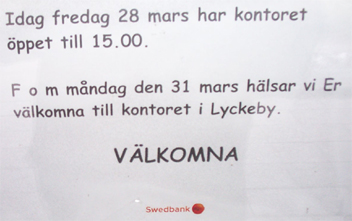 Idag fredag 28 mars har kontoret
öppet till 15.00.
F o m måndag den 31 mars hälsar vi Er
välkomna till kontoret i Lyckeby.
VÄLKOMNA
Swedbank